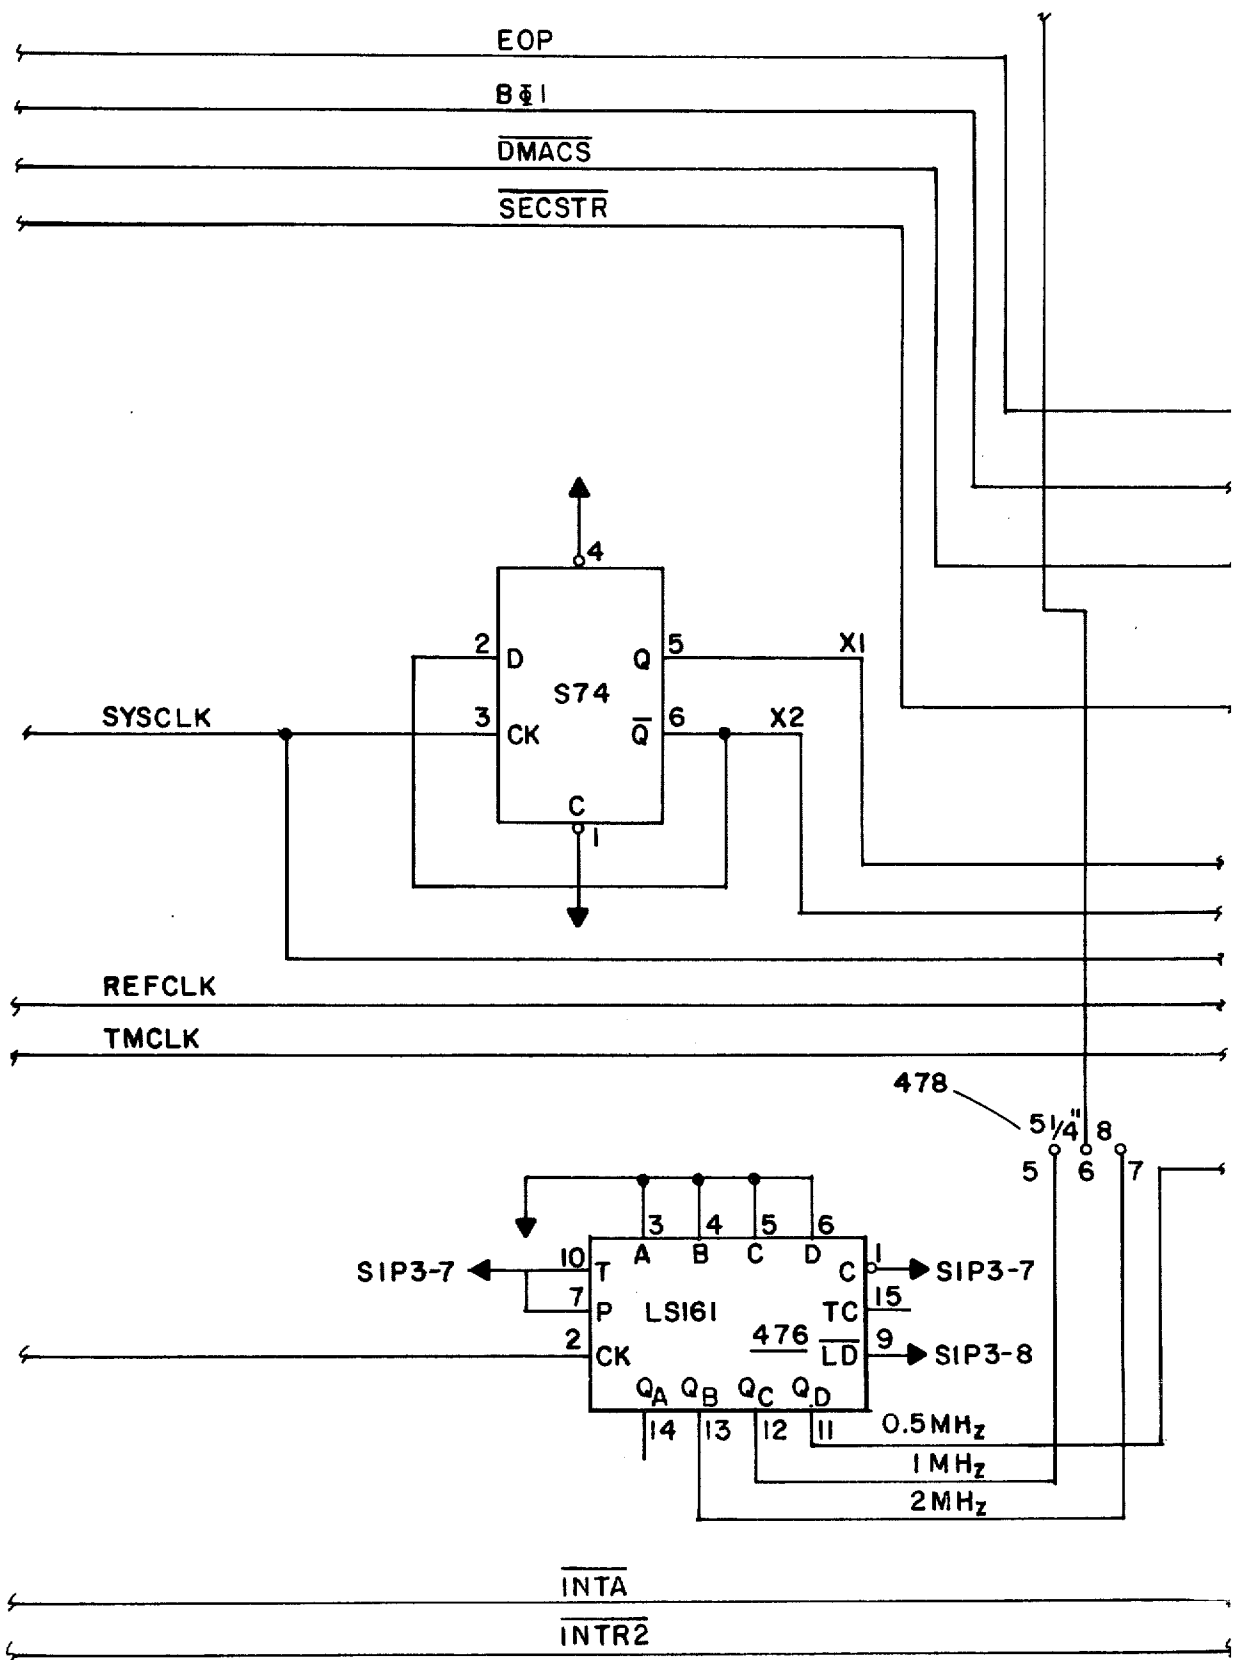 EOP
BΦ1
DMACS
SECSTR
4
2 D Q 5 X1
S74
SYSCLK 3 CK Q 6 X2
C
1
REFCLK
TMCLK
478
5 1/4" 8
5 6 7
3 4 5 6
SIP3-7 10 T A B C D C 1 SIP3-7
7 P LS161 TC 15
2 CK 476 LD 9 SIP3-8
QA QB QC QD
14 13 12 11 0.5MHz
1MHz
2MHz
INTA
INTR2